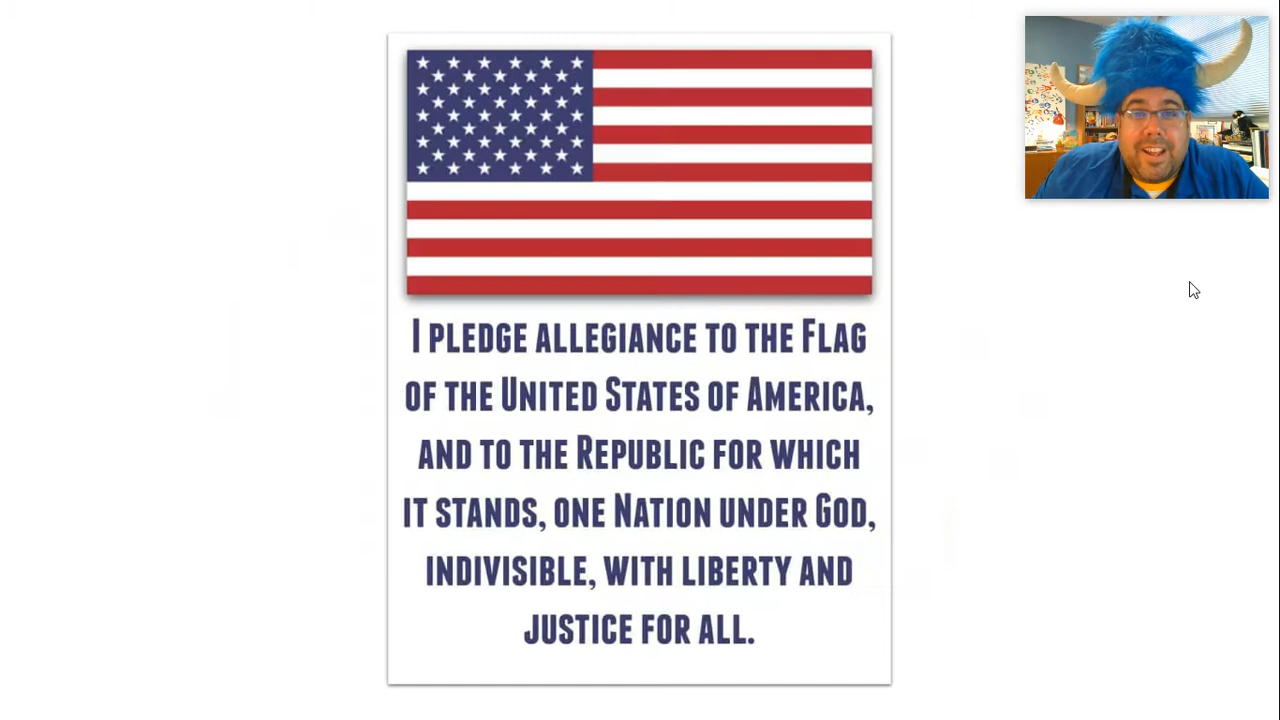 I PLEDGE ALLEGIANCE TO THE FLAG
OF THE UNITED STATES OF AMERICA,
AND TO THE REPUBLIC FOR WHICH
IT STANDS, ONE NATION UNDER GOD,
INDIVISIBLE, WITH LIBERTY AND
JUSTICE FOR ALL.